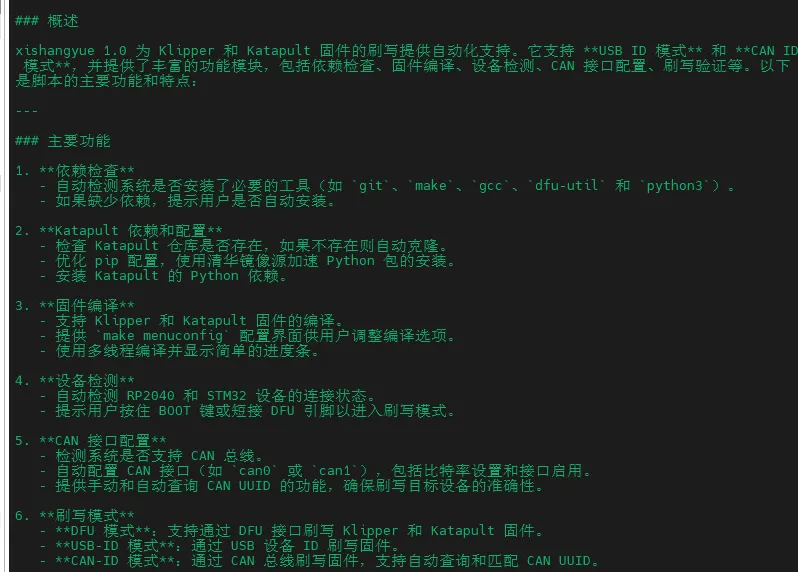 ### 概述
xishangyue 1.0 为 Klipper 和 Katapult 固件的刷写提供自动化支持。它支持 **USB ID 模式** 和 **CAN ID
模式**，并提供了丰富的功能模块，包括依赖检查、固件编译、设备检测、CAN 接口配置、刷写验证等。以下
是脚本的主要功能和特点：
---
### 主要功能
1. **依赖检查**
- 自动检测系统是否安装了必要的工具（如 `git`、`make`、`gcc`、`dfu-util` 和 `python3`）。
- 如果缺少依赖，提示用户是否自动安装。
2. **Katapult 依赖和配置**
- 检查 Katapult 仓库是否存在，如果不存在则自动克隆。
- 优化 pip 配置，使用清华镜像源加速 Python 包的安装。
- 安装 Katapult 的 Python 依赖。
3. **固件编译**
- 支持 Klipper 和 Katapult 固件的编译。
- 提供 `make menuconfig` 配置界面供用户调整编译选项。
- 使用多线程编译并显示简单的进度条。
4. **设备检测**
- 自动检测 RP2040 和 STM32 设备的连接状态。
- 提示用户按住 BOOT 键或短接 DFU 引脚以进入刷写模式。
5. **CAN 接口配置**
- 检测系统是否支持 CAN 总线。
- 自动配置 CAN 接口（如 `can0` 或 `can1`），包括比特率设置和接口启用。
- 提供手动和自动查询 CAN UUID 的功能，确保刷写目标设备的准确性。
6. **刷写模式**
- **DFU 模式**：支持通过 DFU 接口刷写 Klipper 和 Katapult 固件。
- **USB-ID 模式**：通过 USB 设备 ID 刷写固件。
- **CAN-ID 模式**：通过 CAN 总线刷写固件，支持自动查询和匹配 CAN UUID。